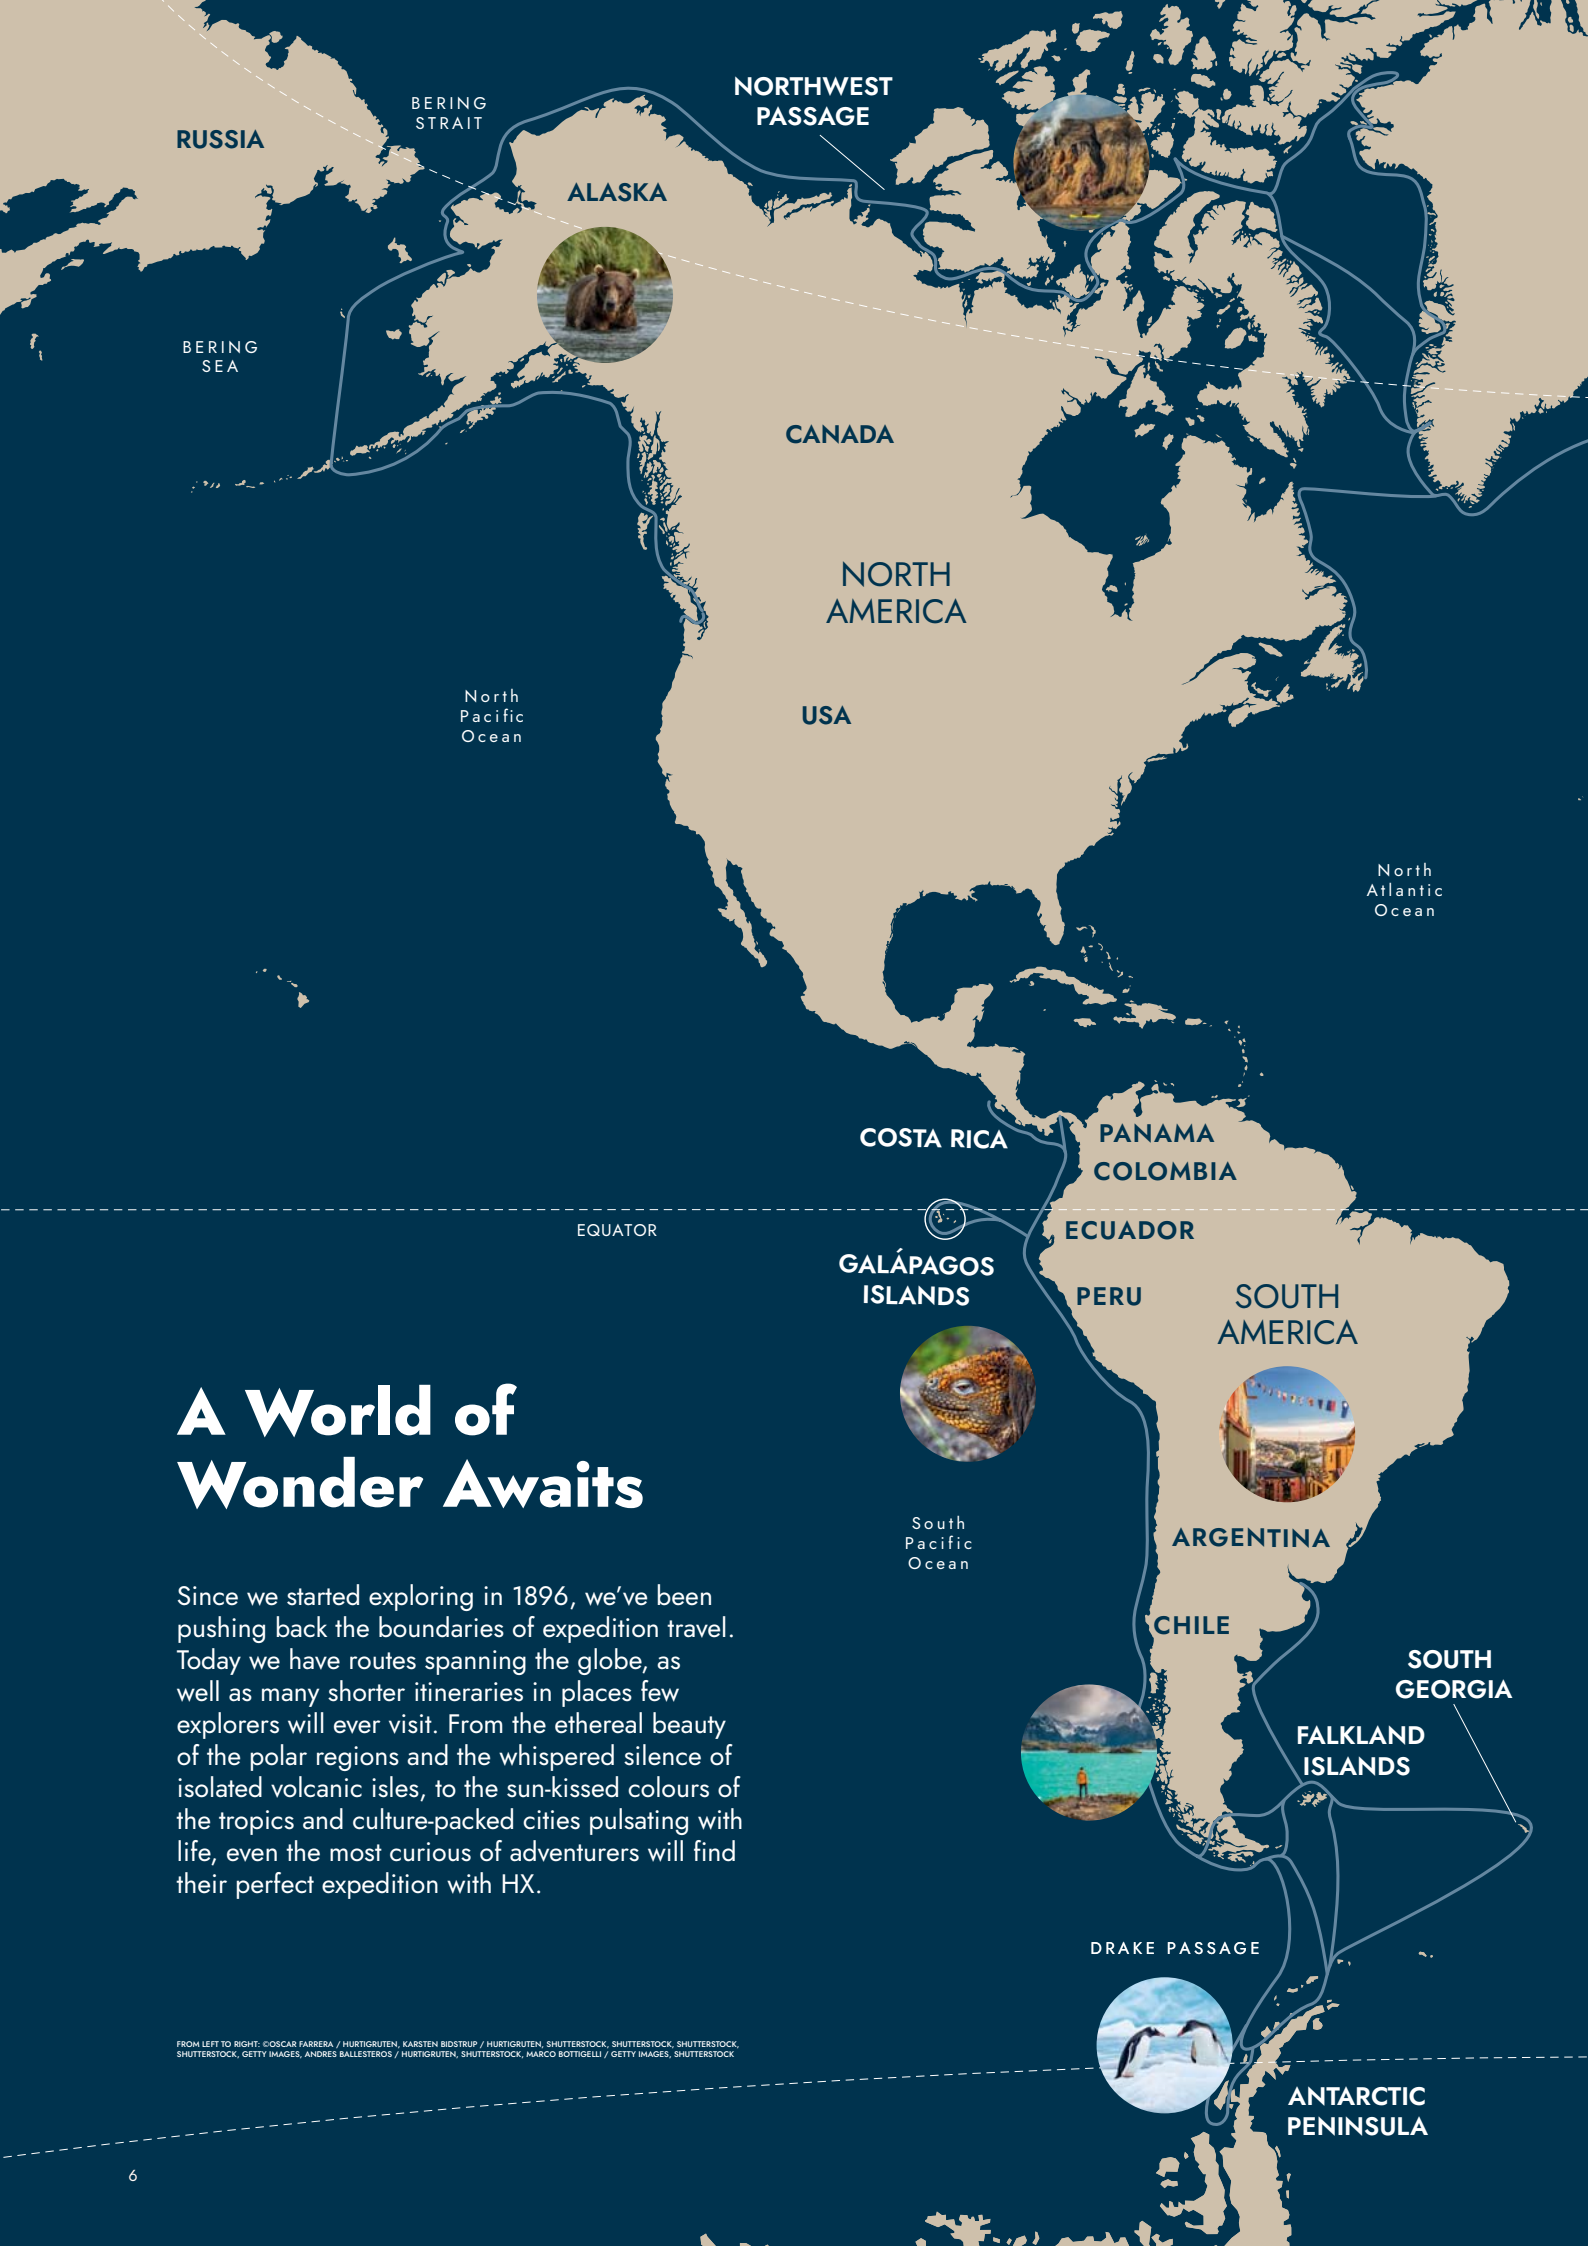 NORTHWEST
PASSAGE
BERING
STRAIT
RUSSIA
ALASKA
BERING
SEA
CANADA
NORTH
AMERICA
North
Pacific
Ocean
USA
North
Atlantic
Ocean
COSTA RICA
PANAMA
COLOMBIA
EQUATOR
ECUADOR
GALÁPAGOS
ISLANDS
PERU
SOUTH
AMERICA
A World of
Wonder Awaits
South
Pacific
Ocean
ARGENTINA
CHILE
Since we started exploring in 1896, we’ve been
pushing back the boundaries of expedition travel.
Today we have routes spanning the globe, as
well as many shorter itineraries in places few
explorers will ever visit. From the ethereal beauty
of the polar regions and the whispered silence of
isolated volcanic isles, to the sun-kissed colours of
the tropics and culture-packed cities pulsating with
life, even the most curious of adventurers will find
their perfect expedition with HX.
SOUTH
GEORGIA
FALKLAND
ISLANDS
DRAKE PASSAGE
FROM LEFT TO RIGHT: ©OSCAR FARRERA / HURTIGRUTEN, KARSTEN BIDSTRUP / HURTIGRUTEN, SHUTTERSTOCK, SHUTTERSTOCK, SHUTTERSTOCK,
SHUTTERSTOCK, GETTY IMAGES, ANDRES BALLESTEROS / HURTIGRUTEN, SHUTTERSTOCK, MARCO BOTTIGELLI / GETTY IMAGES, SHUTTERSTOCK
ANTARCTIC
PENINSULA
6